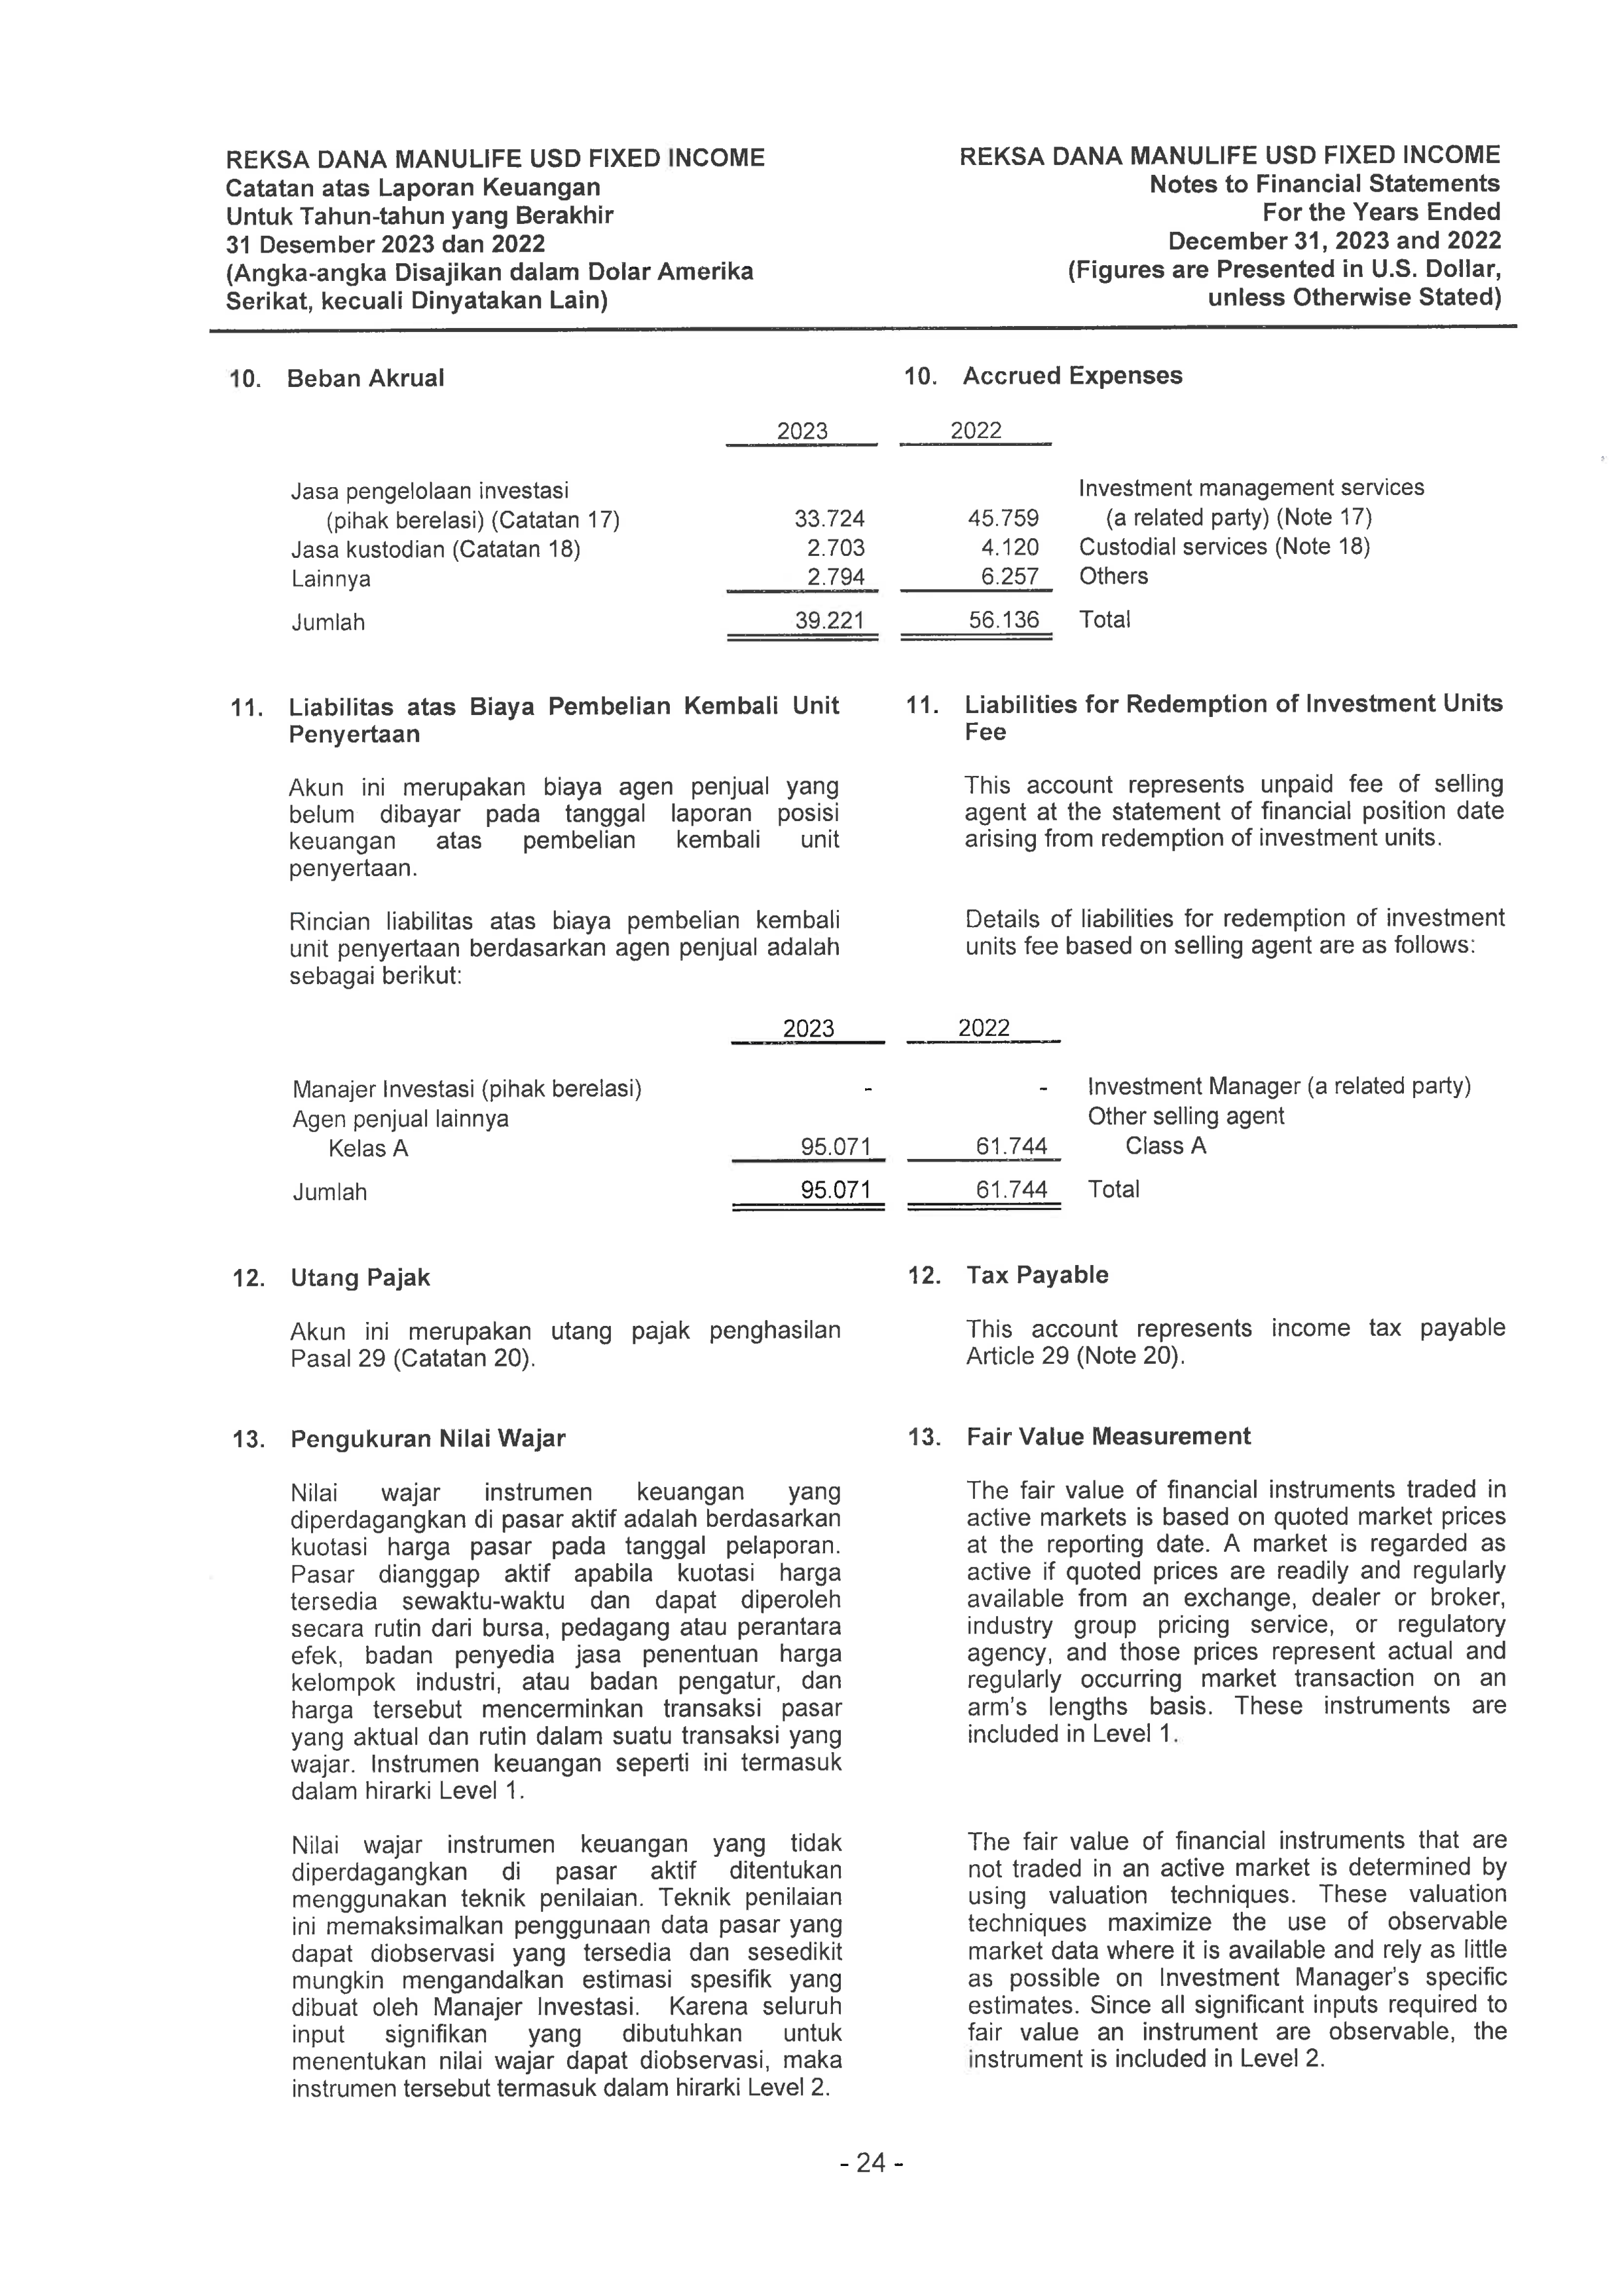 REKSA DANA MANULIFE USD FIXED INCOME
Catatan atas Laporan Keuangan
Untuk Tahun-tahun yang Berakhir
31 Desember 2023 dan 2022
(Angka-angka Disajikan dalam Dolar Amerika
Serikat, kecuali Dinyatakan Lain)
REKSA DANA MANULIFE USD FIXED INCOME
Notes to Financial Statements
For the Years Ended
December 31, 2023 and 2022
(Figures are Presented in U.S. Dollar,
unless Otherwise Stated)
10. Beban Akrual
10. Accrued Expenses
2023 2022
Jasa pengelolaan investasi Investment management services
(pihak berelasi) (Catatan 17) 33.724 45.759 (a related party) (Note 17)
Jasa kustodian (Catatan 18) 2.703 4.120 Custodial services (Note 18)
Lainnya 2.794 6.257 Others
Jumlah 39.221 56.136 Total
11. Liabilitas atas Biaya Pembelian Kembali Unit
Penyertaan
Akun ini merupakan biaya agen penjual yang
belum dibayar pada tanggal laporan posisi
keuangan atas pembelian kembali unit
penyertaan.
Rincian liabilitas atas biaya pembelian kembali
unit penyertaan berdasarkan agen penjual adalah
sebagai berikut:
11. Liabilities for Redemption of Investment Units
Fee
This account represents unpaid fee of selling
agent at the statement of financial position date
arising from redemption of investment units.
Details of liabilities for redemption of investment
units fee based on selling agent are as follows:
2023 2022
Manajer Investasi (pihak berelasi) - - Investment Manager (a related party)
Agen penjual lainnya Other selling agent
Kelas A 95.071 61.744 Class A
Jumlah 95.071 61.744 Total
12. Utang Pajak
Akun ini merupakan utang pajak penghasilan
Pasal 29 (Catatan 20).
12. Tax Payable
This account represents income tax payable
Article 29 (Note 20).
13. Pengukuran Nilai Wajar
Nilai wajar instrumen keuangan yang
diperdagangkan di pasar aktif adalah berdasarkan
kuotasi harga pasar pada tanggal pelaporan.
Pasar dianggap aktif apabila kuotasi harga
tersedia sewaktu-waktu dan dapat diperoleh
secara rutin dari bursa, pedagang atau perantara
efek, badan penyedia jasa penentuan harga
kelompok industri, atau badan pengatur, dan
harga tersebut mencerminkan transaksi pasar
yang aktual dan rutin dalam suatu transaksi yang
wajar. Instrumen keuangan seperti ini termasuk
dalam hirarki Level 1.
Nilai wajar instrumen keuangan yang tidak
diperdagangkan di pasar aktif ditentukan
menggunakan teknik penilaian. Teknik penilaian
ini memaksimalkan penggunaan data pasar yang
dapat diobservasi yang tersedia dan sesedikit
mungkin mengandalkan estimasi spesifik yang
dibuat oleh Manajer Investasi. Karena seluruh
input signifikan yang dibutuhkan untuk
menentukan nilai wajar dapat diobservasi, maka
instrumen tersebut termasuk dalam hirarki Level 2.
13. Fair Value Measurement
The fair value of financial instruments traded in
active markets is based on quoted market prices
at the reporting date. A market is regarded as
active if quoted prices are readily and regularly
available from an exchange, dealer or broker,
industry group pricing service, or regulatory
agency, and those prices represent actual and
regularly occurring market transaction on an
arm's lengths basis. These instruments are
included in Level 1.
The fair value of financial instruments that are
not traded in an active market is determined by
using valuation techniques. These valuation
techniques maximize the use of observable
market data where it is available and rely as little
as possible on Investment Manager's specific
estimates. Since all significant inputs required to
fair value an instrument are observable, the
instrument is included in Level 2.
- 24 -